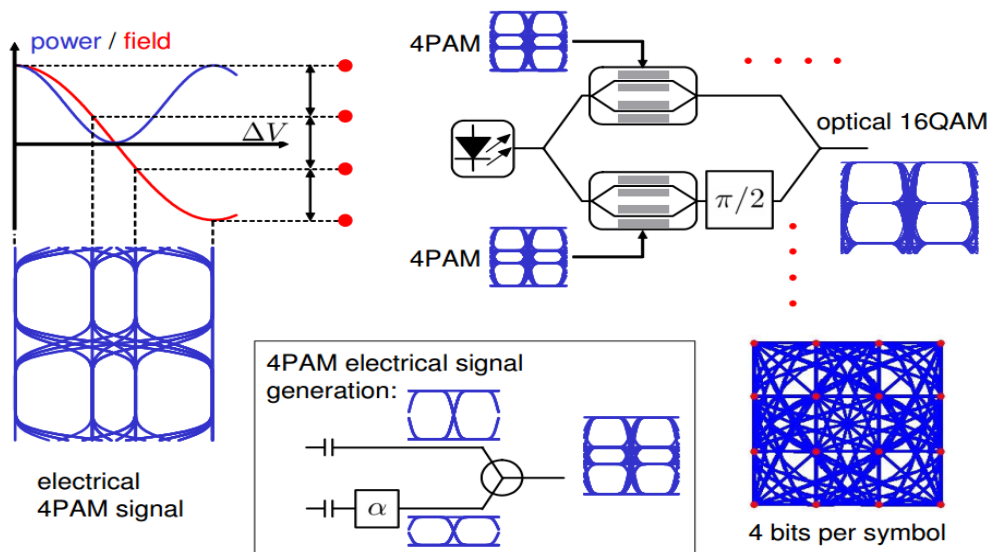 power / field
ΔV
electrical
4PAM signal
4PAM
π/2
4PAM
optical 16QAM
4PAM electrical signal
generation:
α
4 bits per symbol